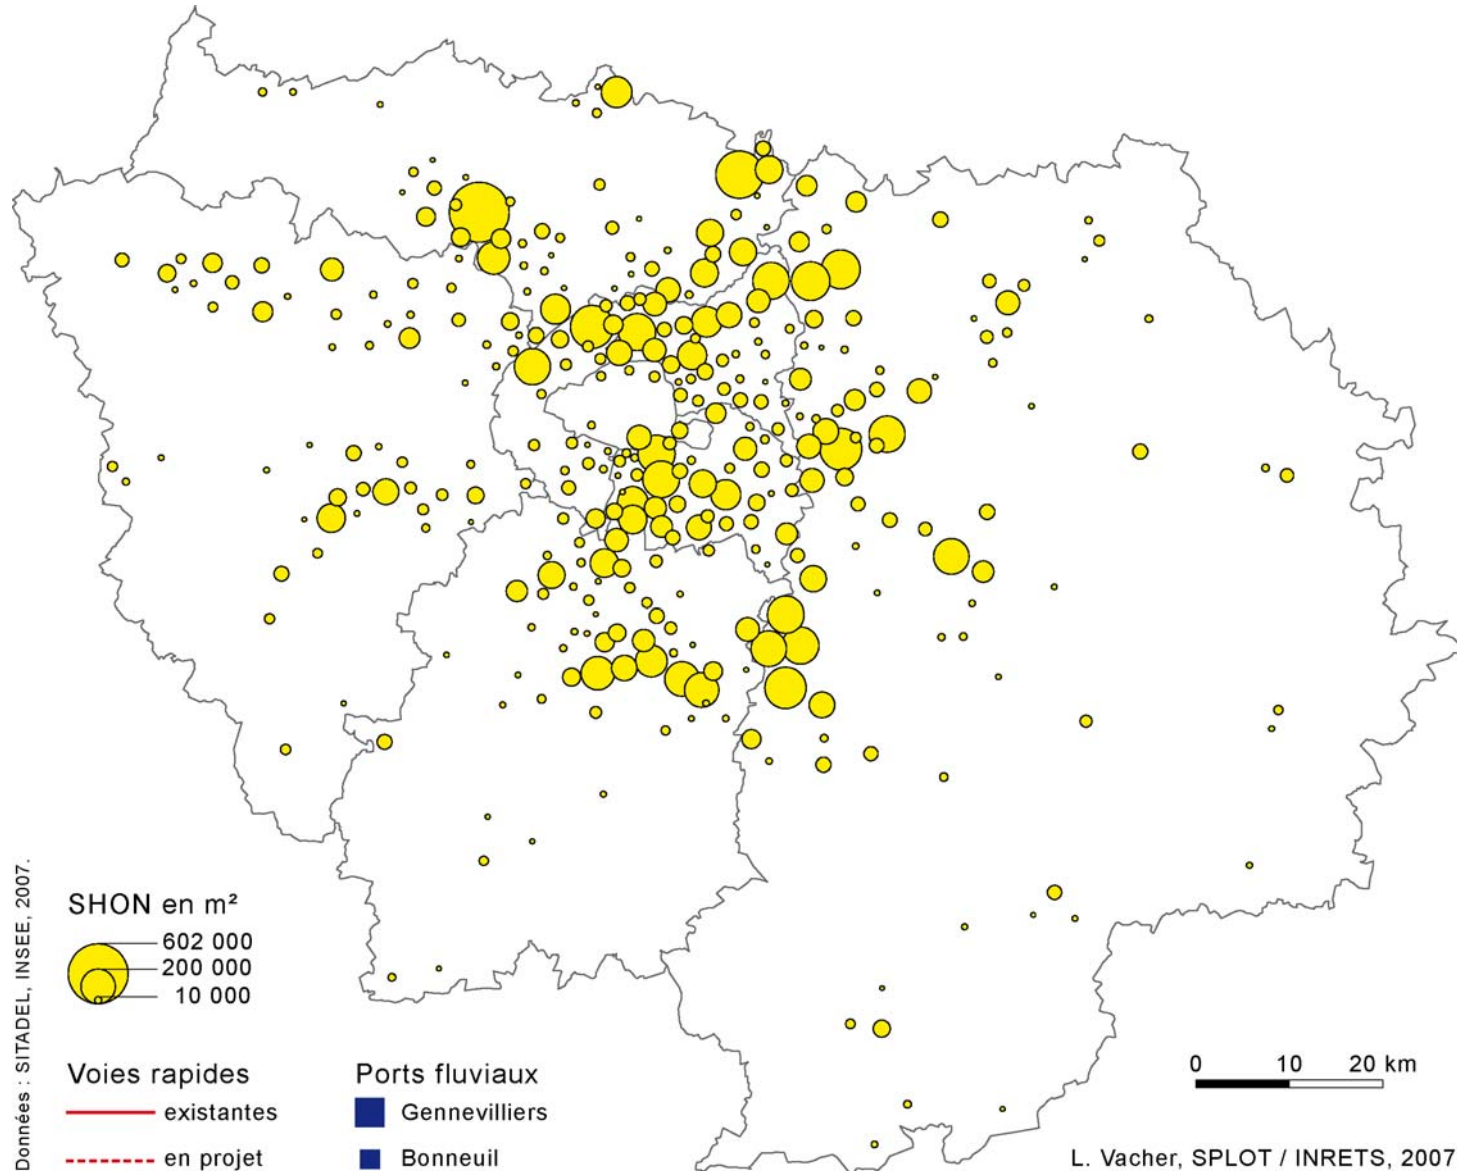 SHON en m²
602 000
200 000
10 000
Données : SITADEL, INSEE, 2007.
Voies rapides
existantes
en projet
Ports fluviaux
Gennevilliers
Bonneuil
0 10 20 km
L. Vacher, SPLOT / INRETS, 2007